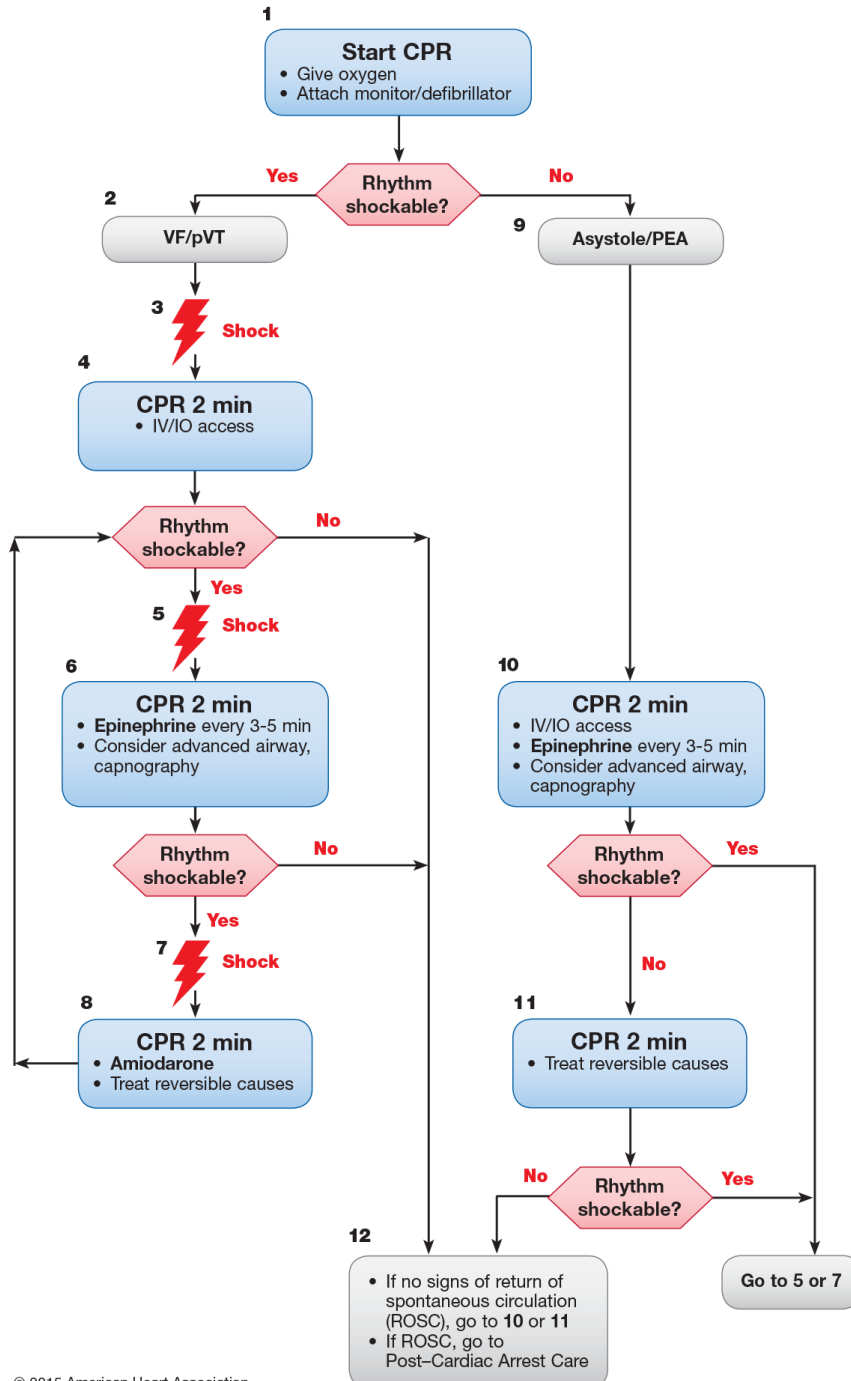 1
Start CPR
• Give oxygen
• Attach monitor/defibrillator
Yes
Rhythm
shockable?
No
2
VF/pVT
9
Asystole/PEA
3
Shock
4
CPR 2 min
• IV/IO access
Rhythm
shockable?
No
Yes
5
Shock
6
CPR 2 min
• Epinephrine every 3-5 min
• Consider advanced airway,
capnography
10
CPR 2 min
• IV/IO access
• Epinephrine every 3-5 min
• Consider advanced airway,
capnography
Rhythm
shockable?
No
Yes
Rhythm
shockable?
Yes
No
7
Shock
8
CPR 2 min
• Amiodarone
• Treat reversible causes
11
CPR 2 min
• Treat reversible causes
No
Rhythm
shockable?
Yes
12
• If no signs of return of
spontaneous circulation
(ROSC), go to 10 or 11
• If ROSC, go to
Post–Cardiac Arrest Care
Go to 5 or 7
© 2015 American Heart Association